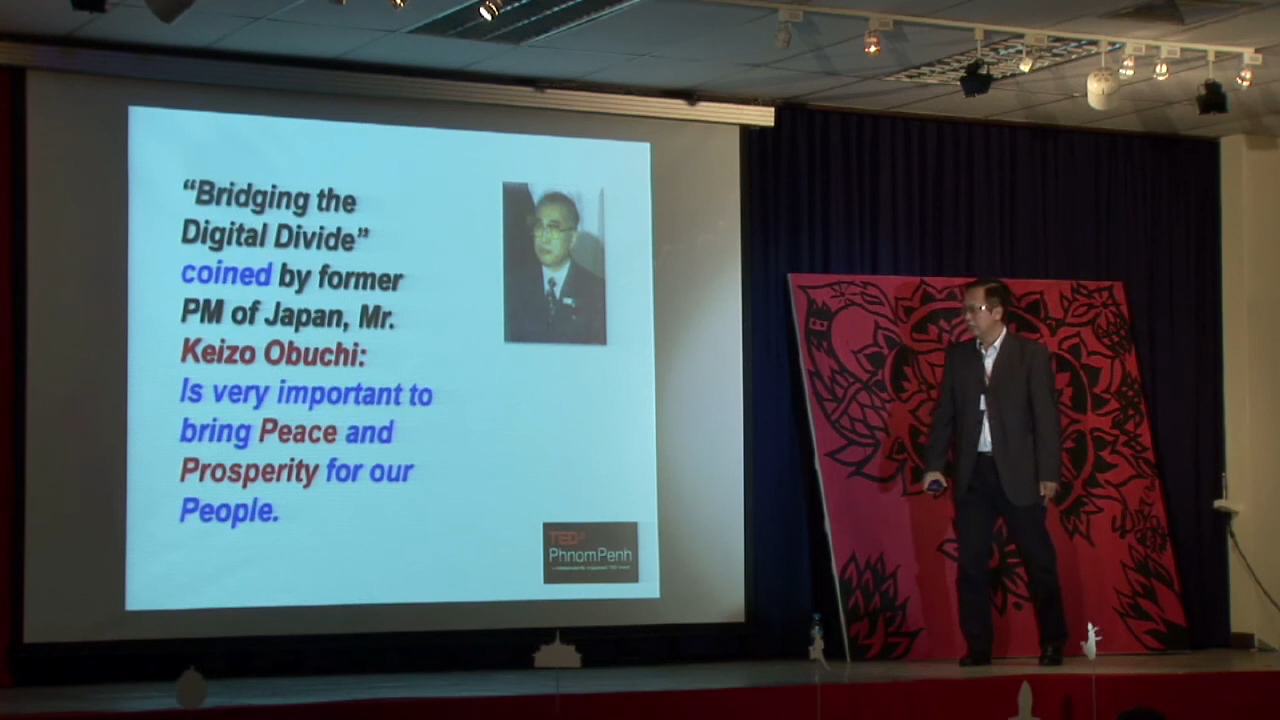 “Bridging the
Digital Divide”
coined by former
PM of Japan, Mr.
Keizo Obuchi:
Is very important to
bring Peace and
Prosperity for our
People.
TEDx
PhnomPenh